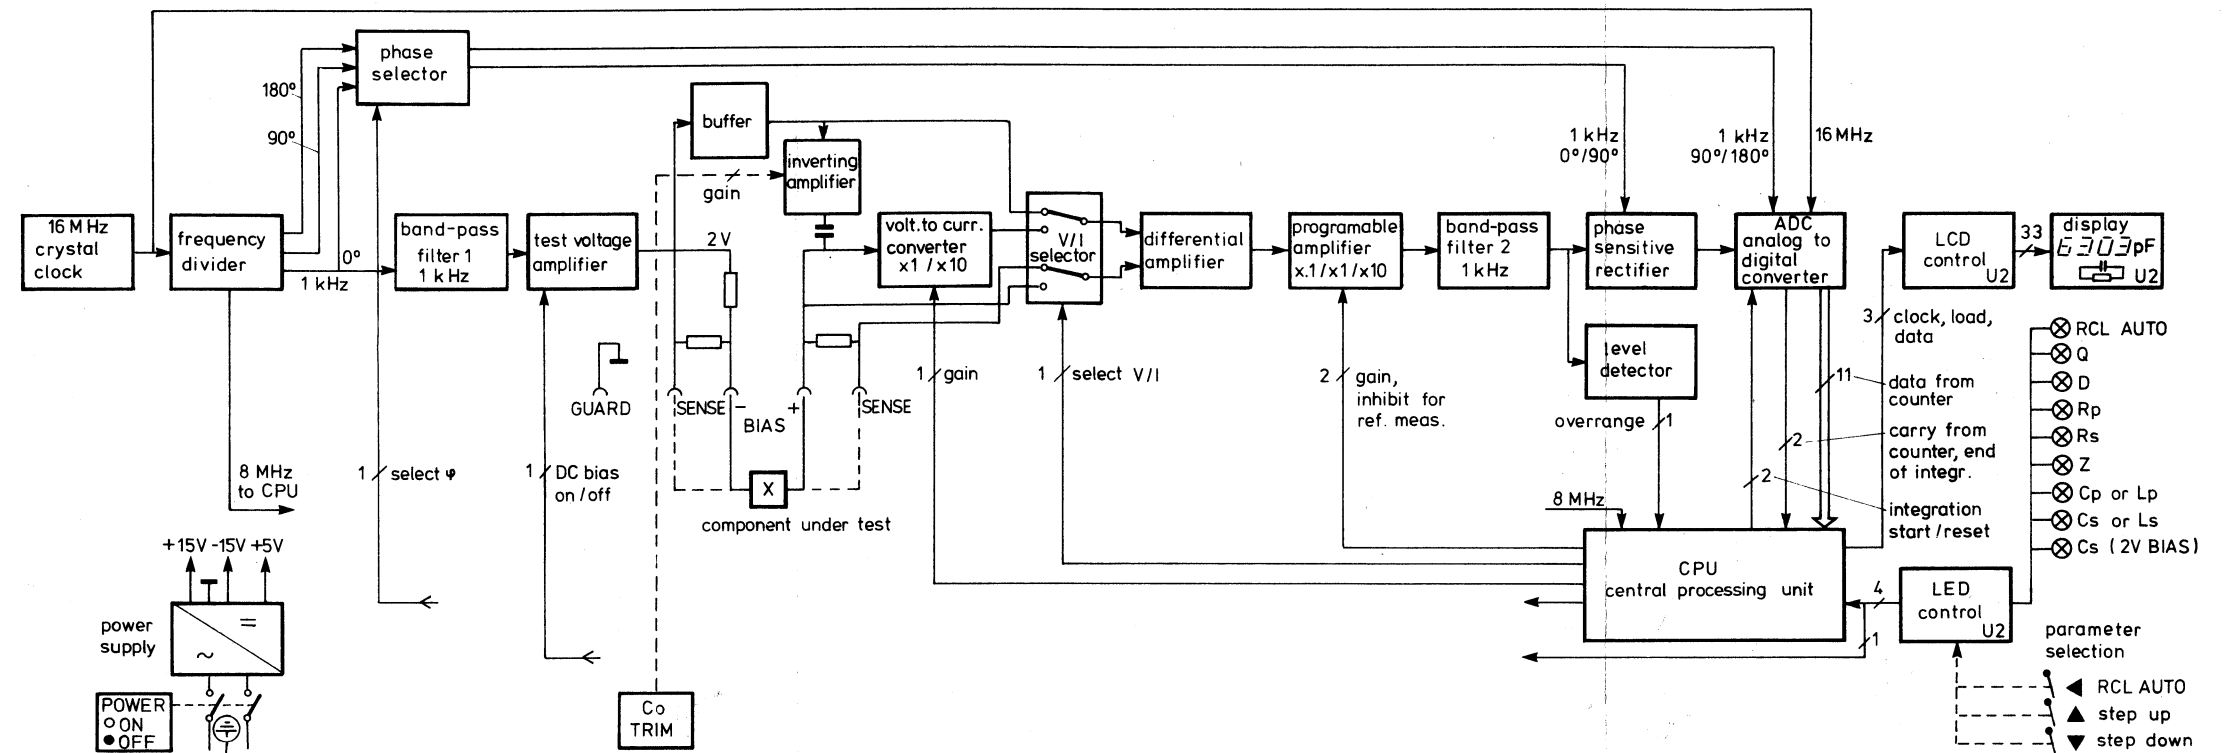 phase
selector
180°
90°
0°
1 kHz
16 MHz
crystal
clock
frequency
divider
band-pass
filter 1
1 kHz
test voltage
amplifier
2V
buffer
inverting
amplifier
gain
volt. to curr.
converter
x1 / x10
V/I
selector
differential
amplifier
programable
amplifier
x.1/x1/x10
band-pass
filter 2
1 kHz
1 kHz
0°/90°
phase
sensitive
rectifier
1 kHz
90°/180°
16 MHz
ADC
analog to
digital
converter
LCD
control
U2
33
display
6303 pF
U2
3
clock, load,
data
level
detector
overrange
1
11
data from
counter
2
carry from
counter, end
of integr.
2
integration
start/reset
RCL AUTO
Q
D
Rp
Rs
Z
Cp or Lp
Cs or Ls
Cs (2V BIAS)
GUARD
SENSE
-
BIAS
+
SENSE
X
component under test
1
gain
1
select V/I
2
gain,
inhibit for
ref. meas.
8 MHz
to CPU
1
select φ
1
DC bias
on/off
8 MHz
CPU
central processing unit
4
1
LED
control
U2
parameter
selection
RCL AUTO
step up
step down
+15V -15V +5V
power
supply
=
~
POWER
ON
OFF
Co
TRIM